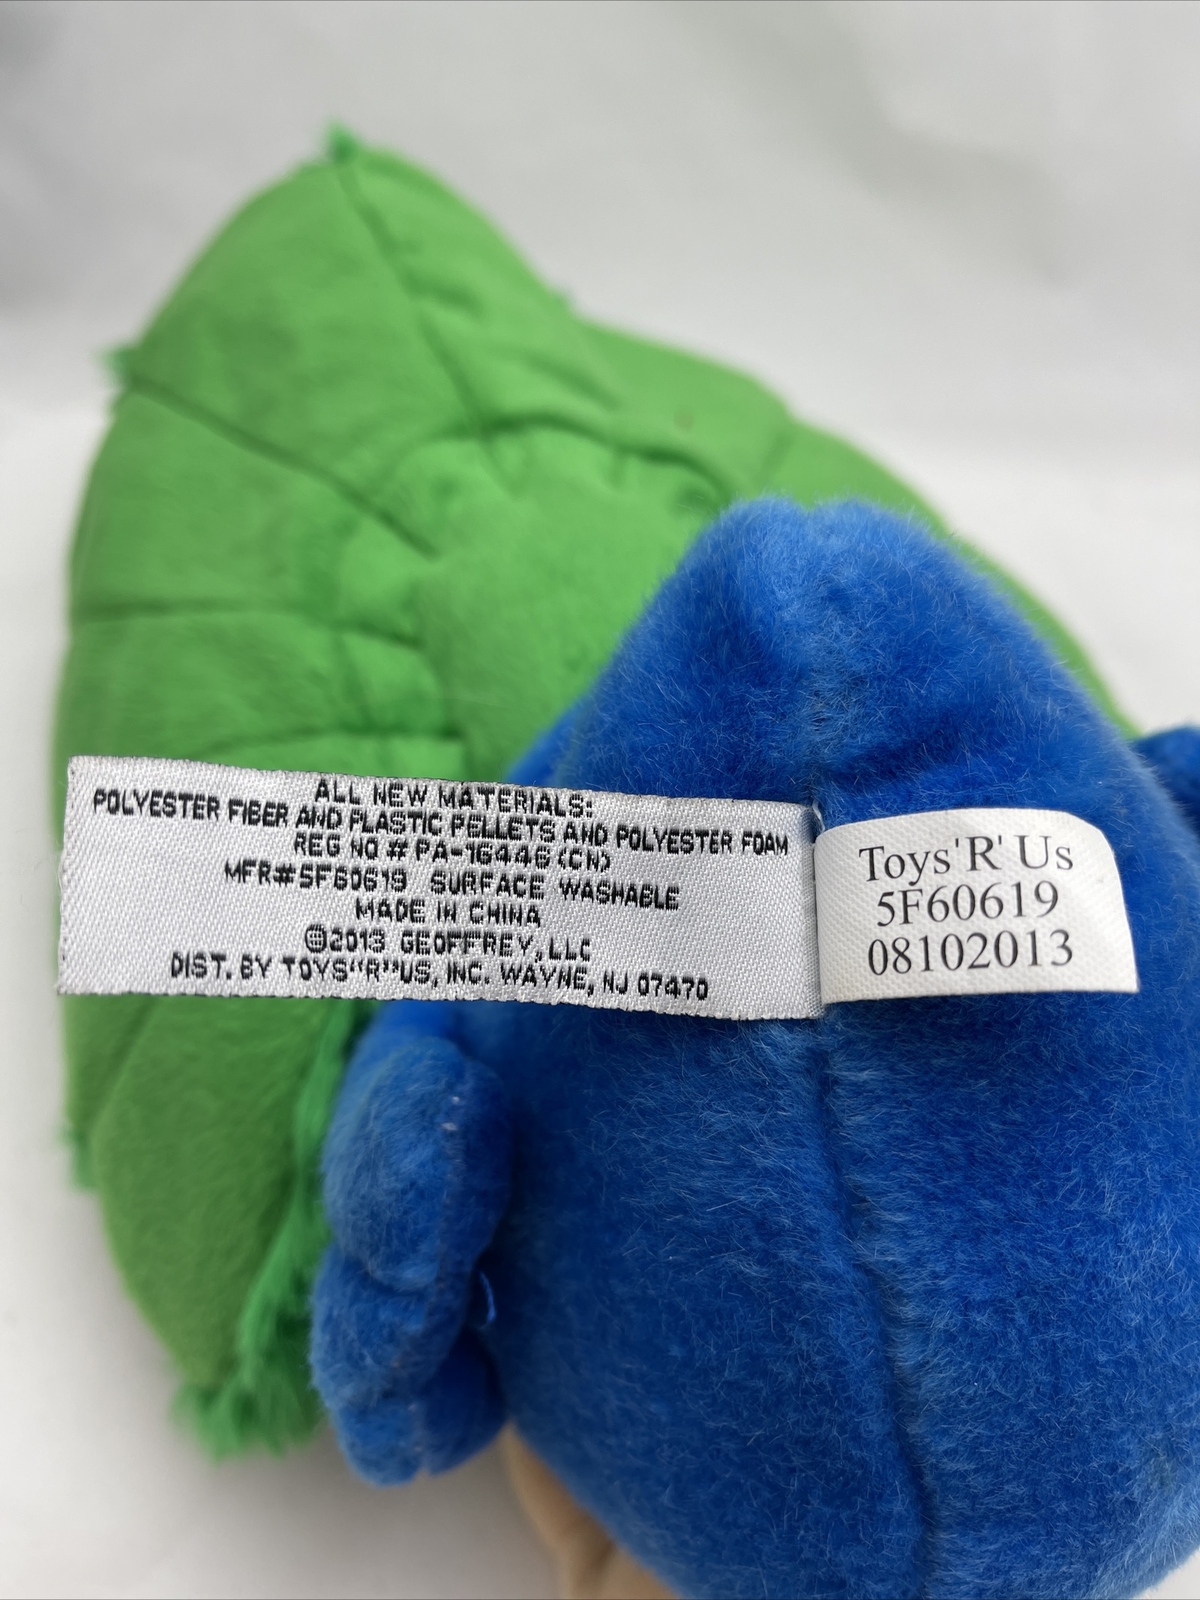 ALL NEW MATERIALS:
POLYESTER FIBER AND PLASTIC PELLETS AND POLYESTER FOAM
REG NO # PA-16446 (CN)
MFR#5F60619 SURFACE WASHABLE
MADE IN CHINA
©2013 GEOFFREY, LLC
DIST. BY TOYS"R"US, INC. WAYNE, NJ 07470
Toys'R' Us
5F60619
08102013